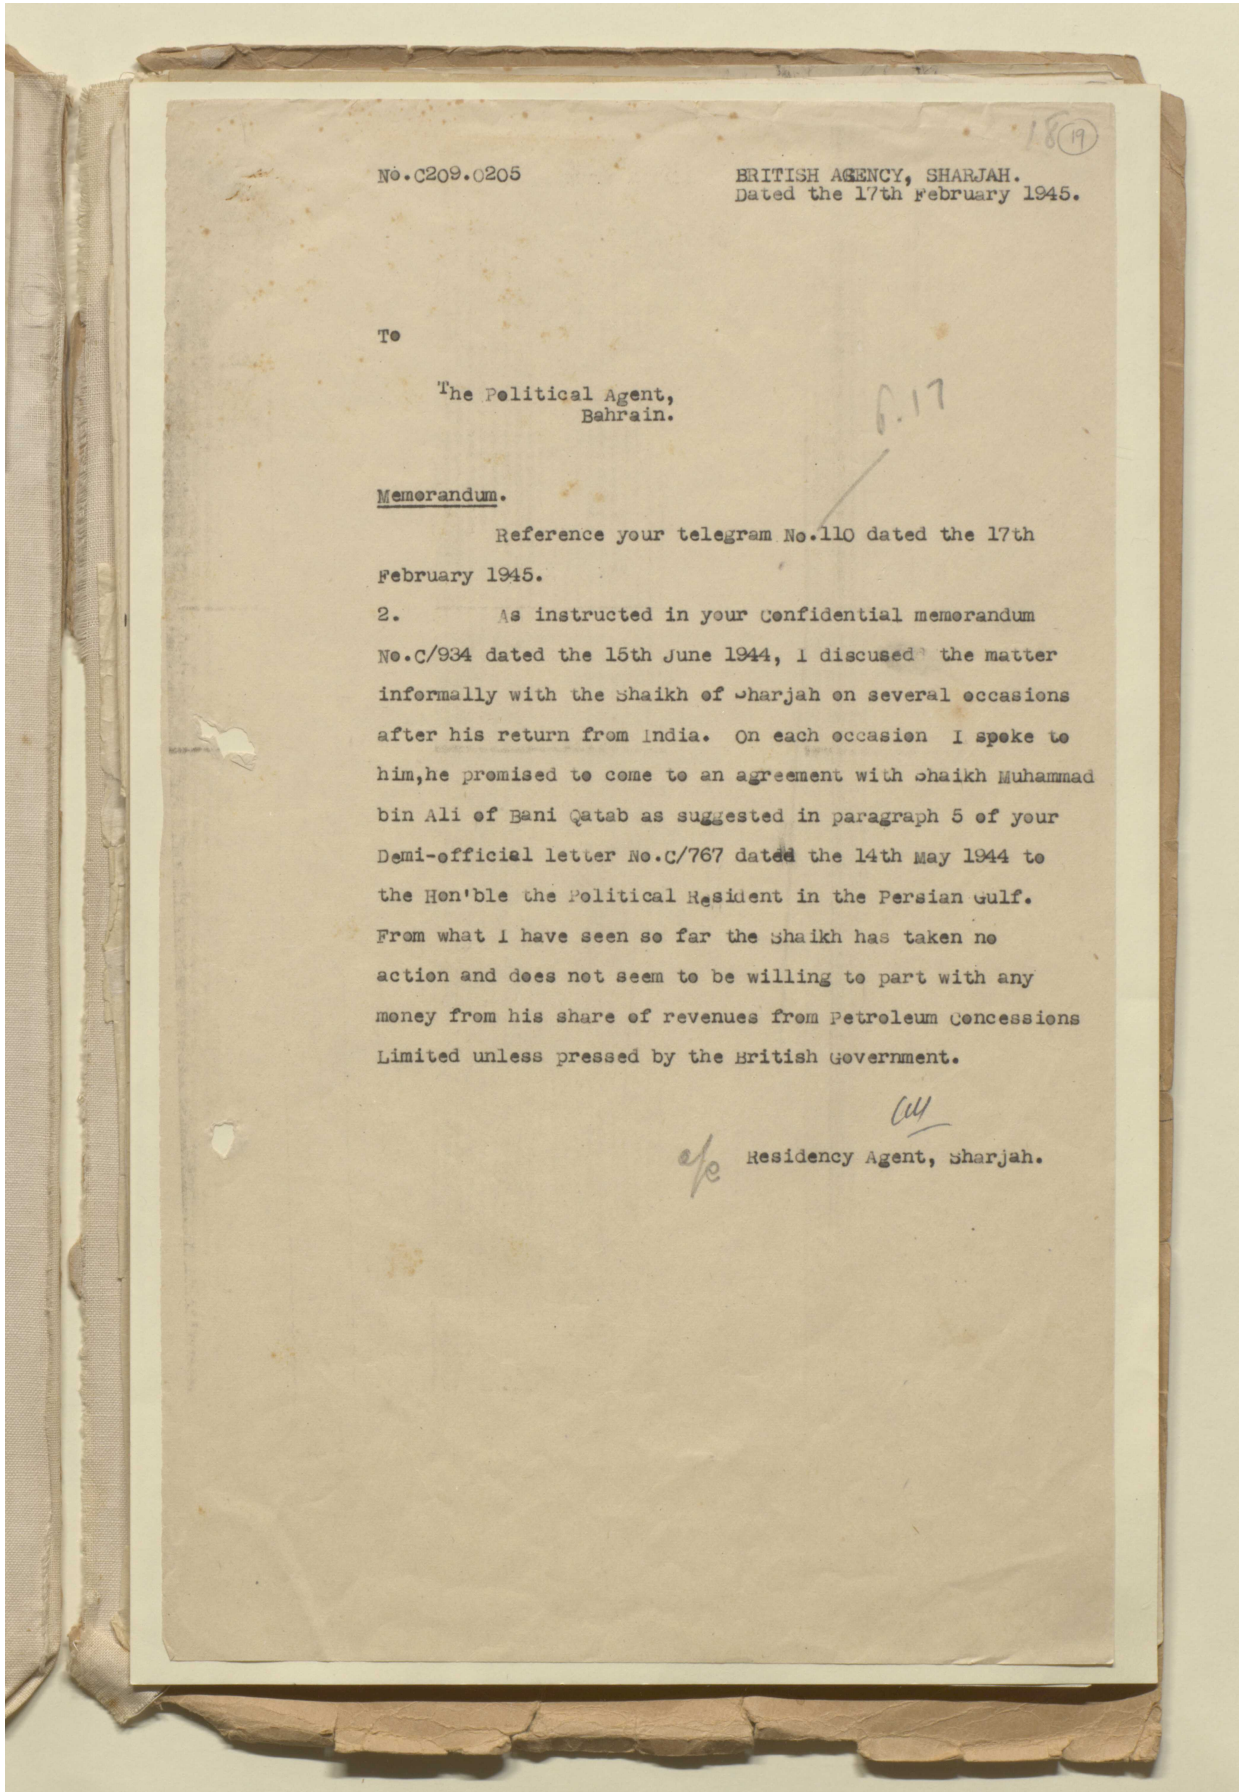 18 19
No.C209.0205
BRITISH AGENCY, SHARJAH.
Dated the 17th February 1945.
To
The Political Agent,
Bahrain.
p.17
Memorandum.
Reference your telegram No.110 dated the 17th
February 1945.
2. As instructed in your Confidential memorandum
No.C/934 dated the 15th June 1944, I discused the matter
informally with the Shaikh of Sharjah on several occasions
after his return from India. On each occasion I spoke to
him,he promised to come to an agreement with Shaikh Muhammad
bin Ali of Bani Qatab as suggested in paragraph 5 of your
Demi-official letter No.C/767 dated the 14th May 1944 to
the Hon'ble the Political Resident in the Persian Gulf.
From what I have seen so far the Shaikh has taken no
action and does not seem to be willing to part with any
money from his share of revenues from Petroleum Concessions
Limited unless pressed by the British Government.
Residency Agent, Sharjah.